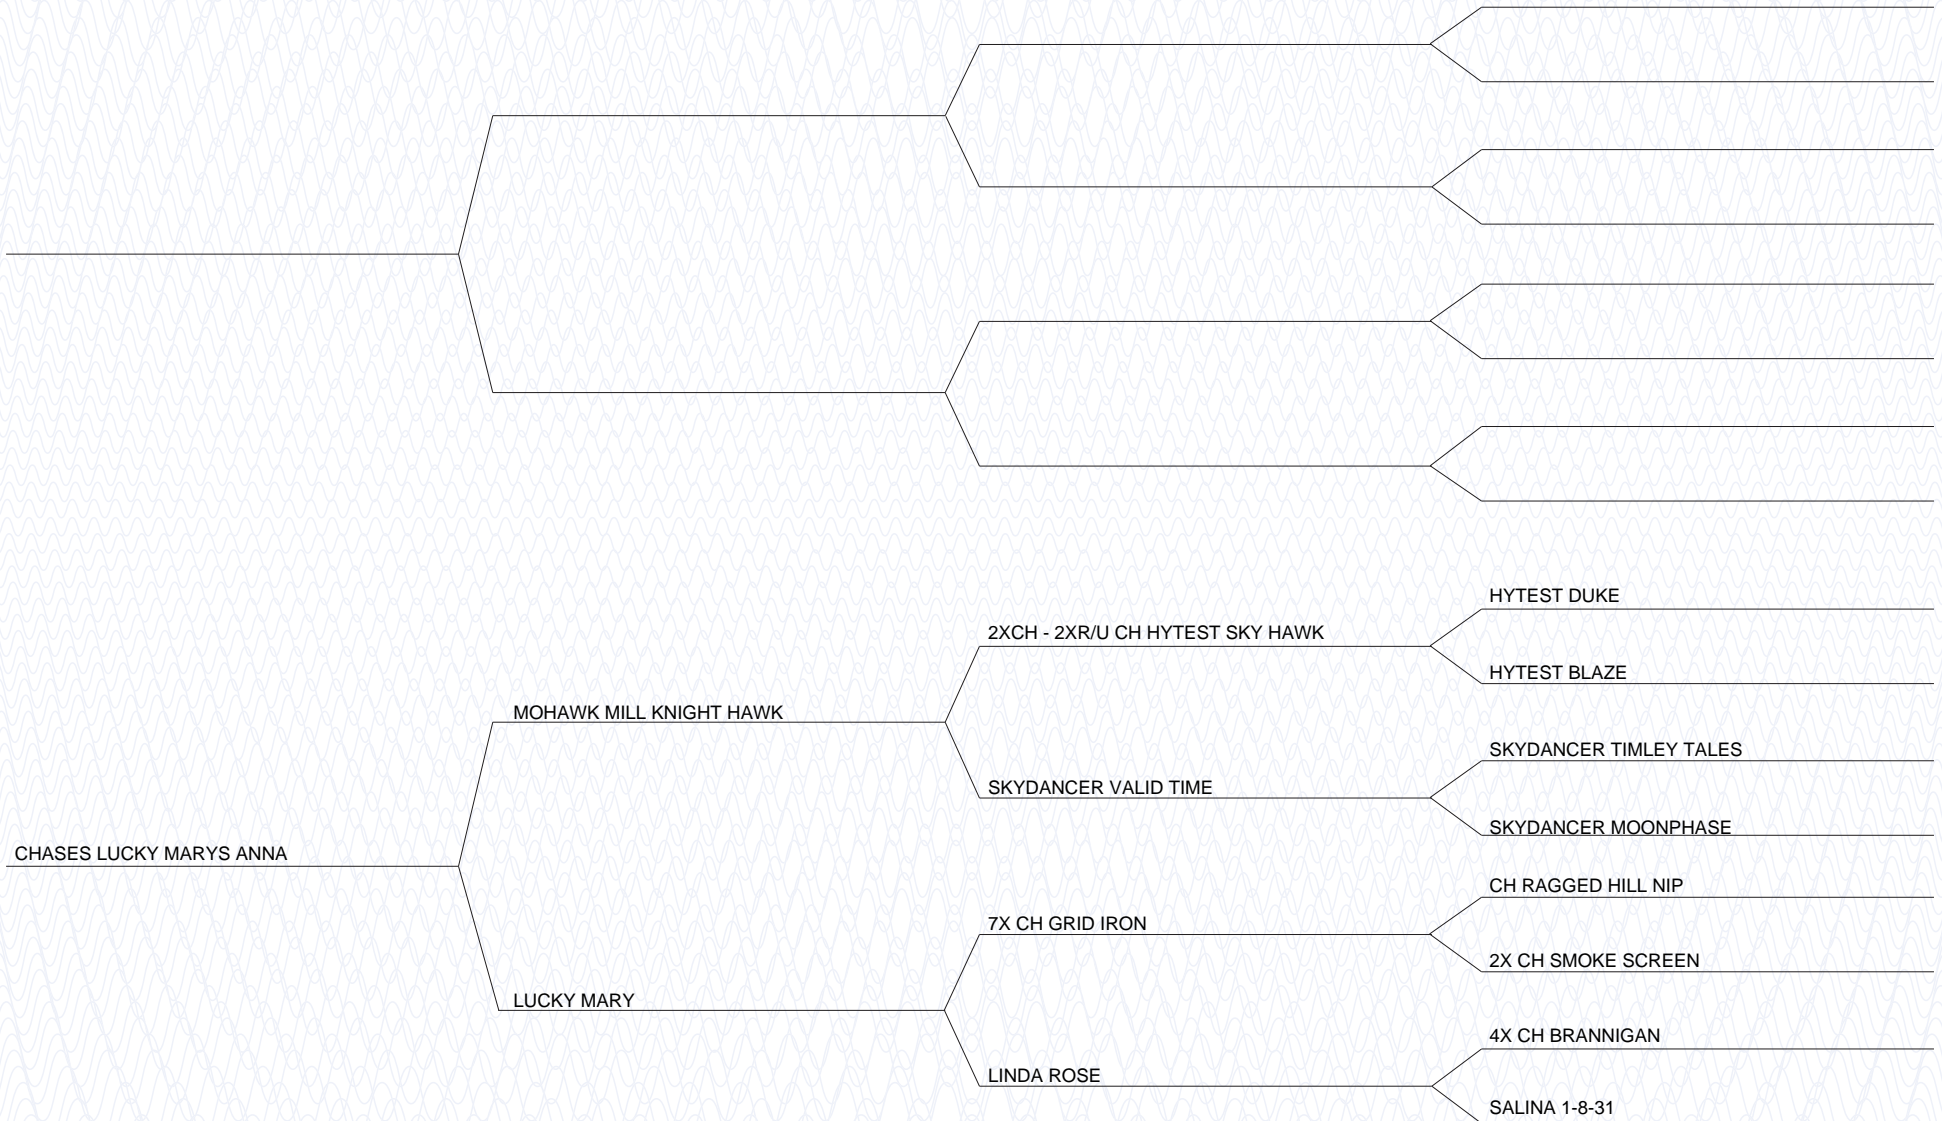 HYTEST DUKE
2XCH - 2XR/U CH HYTEST SKY HAWK
HYTEST BLAZE
MOHAWK MILL KNIGHT HAWK
SKYDANCER TIMLEY TALES
SKYDANCER VALID TIME
SKYDANCER MOONPHASE
CHASES LUCKY MARYS ANNA
CH RAGGED HILL NIP
7X CH GRID IRON
2X CH SMOKE SCREEN
LUCKY MARY
4X CH BRANNIGAN
LINDA ROSE
SALINA 1-8-31